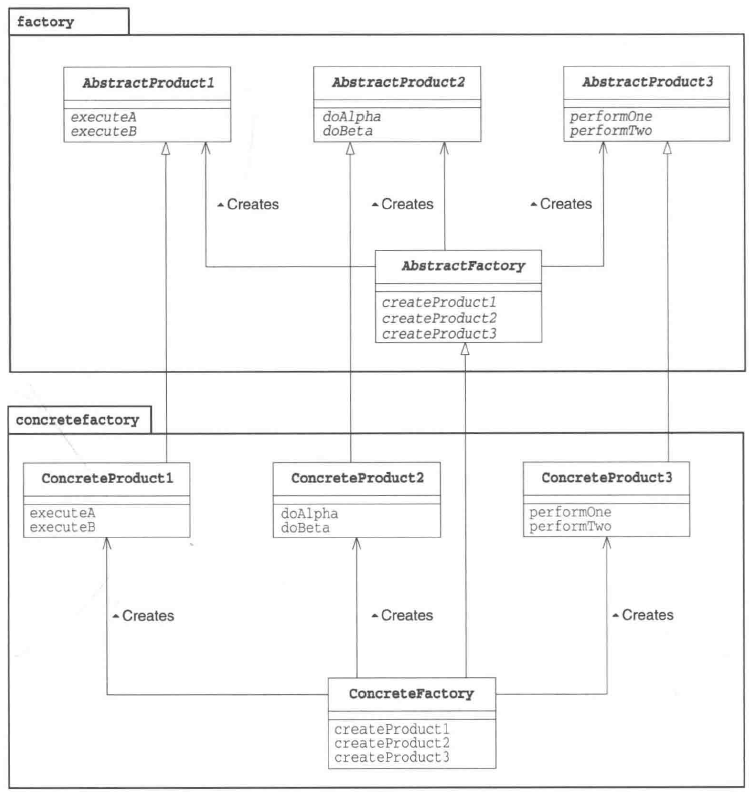 factory
AbstractProduct1
executeA
executeB
AbstractProduct2
doAlpha
doBeta
AbstractProduct3
performOne
performTwo
Creates
Creates
Creates
AbstractFactory
createProduct1
createProduct2
createProduct3
concretefactory
ConcreteProduct1
executeA
executeB
ConcreteProduct2
doAlpha
doBeta
ConcreteProduct3
performOne
performTwo
Creates
Creates
Creates
ConcreteFactory
createProduct1
createProduct2
createProduct3